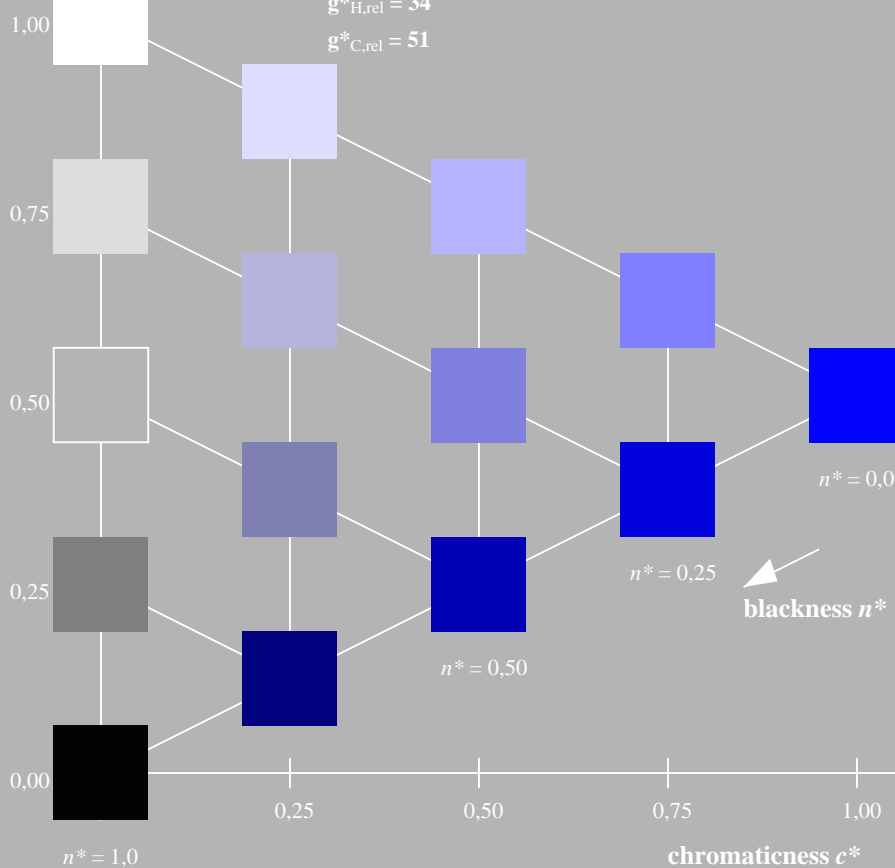 g*H,rel = 34
1,00
g*C,rel = 51
0,75
0,50
n* = 0,0
n* = 0,25
0,25
blackness n*
n* = 0,50
0,00
0,25 0,50 0,75 1,00
n* = 1,0
chromaticness c*